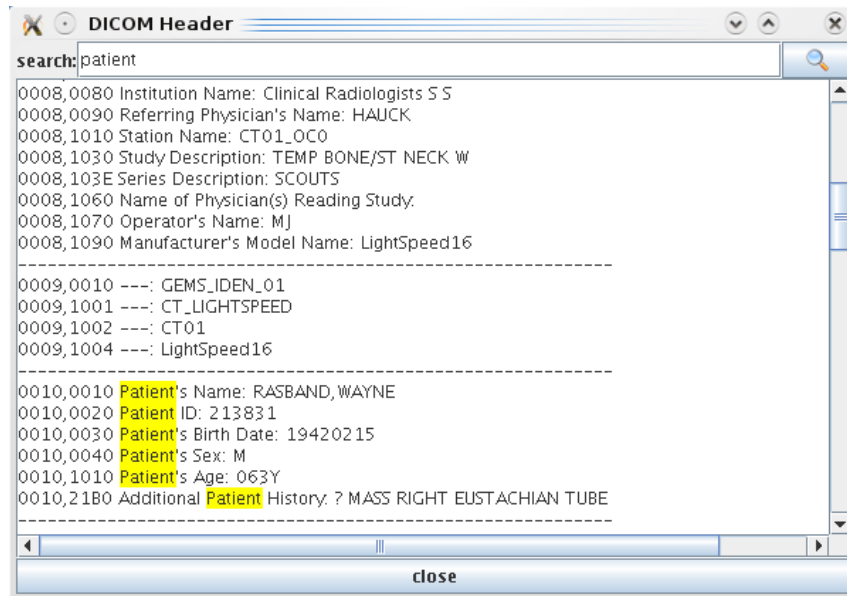 DICOM Header
search: patient
0008,0080 Institution Name: Clinical Radiologists S S
0008,0090 Referring Physician's Name: HAUCK
0008,1010 Station Name: CT01_OC0
0008,1030 Study Description: TEMP BONE/ST NECK W
0008,103E Series Description: SCOUTS
0008,1060 Name of Physician(s) Reading Study:
0008,1070 Operator's Name: MJ
0008,1090 Manufacturer's Model Name: LightSpeed16
---------------------------------------------------------------
0009,0010 ---: GEMS_IDEN_01
0009,1001 ---: CT_LIGHTSPEED
0009,1002 ---: CT01
0009,1004 ---: LightSpeed16
---------------------------------------------------------------
0010,0010 Patient's Name: RASBAND,WAYNE
0010,0020 Patient ID: 213831
0010,0030 Patient's Birth Date: 19420215
0010,0040 Patient's Sex: M
0010,1010 Patient's Age: 063Y
0010,21B0 Additional Patient History: ? MASS RIGHT EUSTACHIAN TUBE
---------------------------------------------------------------
close